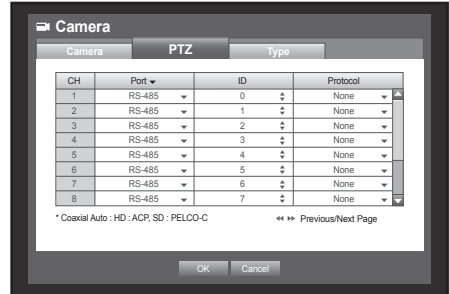 Camera
Camera PTZ Type
CH Port ID Protocol
1 RS-485 0 None
2 RS-485 1 None
3 RS-485 2 None
4 RS-485 3 None
5 RS-485 4 None
6 RS-485 5 None
7 RS-485 6 None
8 RS-485 7 None
* Coaxial Auto : HD : ACP, SD : PELCO-C Previous/Next Page
OK Cancel